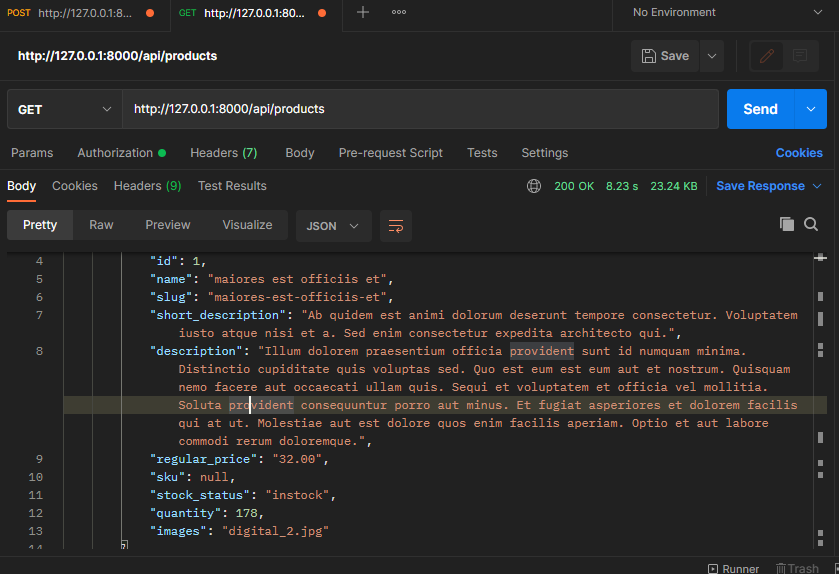 POST http://127.0.0.1:8...
GET http://127.0.0.1:80...
No Environment
http://127.0.0.1:8000/api/products
Save
GET http://127.0.0.1:8000/api/products
Send
Params Authorization Headers (7) Body Pre-request Script Tests Settings Cookies
Body Cookies Headers (9) Test Results 200 OK 8.23 s 23.24 KB Save Response
Pretty Raw Preview Visualize JSON
4 "id": 1,
5 "name": "maiores est officiis et",
6 "slug": "maiores-est-officiis-et",
7 "short_description": "Ab quidem est animi dolorum deserunt tempore consectetur. Voluptatem
iusto atque nisi et a. Sed enim consectetur expedita architecto qui.",
8 "description": "Illum dolorem praesentium officia provident sunt id numquam minima.
Distinctio cupiditate quis voluptas sed. Quo est eum est eum aut et nostrum. Quisquam
nemo facere aut occaecati ullam quis. Sequi et voluptatem et officia vel mollitia.
Soluta provident consequuntur porro aut minus. Et fugiat asperiores et dolorem facilis
qui at ut. Molestiae aut est dolore quos enim facilis aperiam. Optio et aut labore
commodi rerum doloremque.",
9 "regular_price": "32.00",
10 "sku": null,
11 "stock_status": "instock",
12 "quantity": 178,
13 "images": "digital_2.jpg"
14 }
Runner Trash